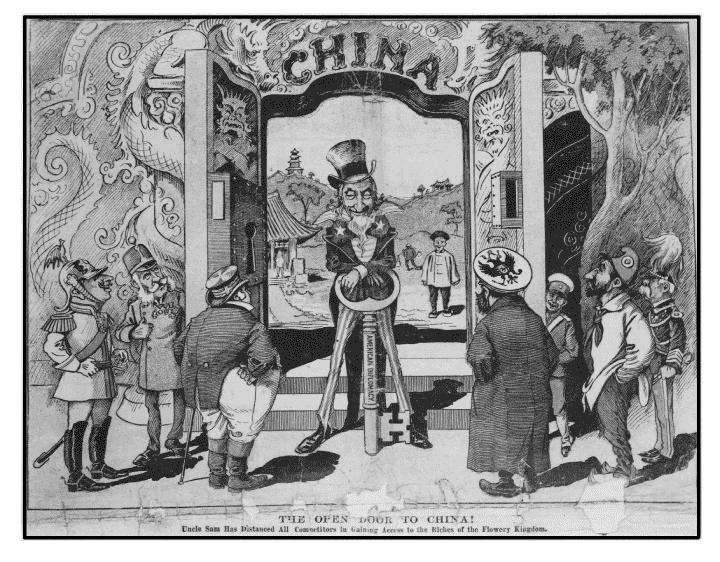 CHINA
AMERICAN DIPLOMACY
THE OPEN DOOR TO CHINA!
Uncle Sam Has Distanced All Competitors in Gaining Access to the Riches of the Flowery Kingdom.